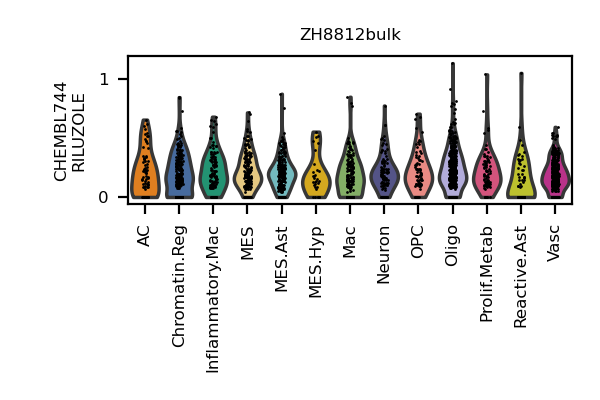 ZH8812bulk
CHEMBL744
RILUZOLE
1
0
AC
Chromatin.Reg
Inflammatory.Mac
MES
MES.Ast
MES.Hyp
Mac
Neuron
OPC
Oligo
Prolif.Metab
Reactive.Ast
Vasc